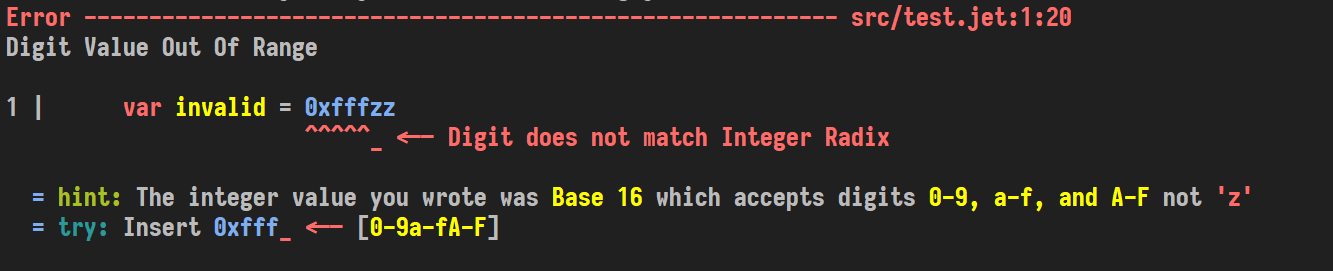 Error ---------------------------------------------------------- src/test.jet:1:20
Digit Value Out Of Range
1 | var invalid = 0xfffzz
^^^^^_ <-- Digit does not match Integer Radix
= hint: The integer value you wrote was Base 16 which accepts digits 0-9, a-f, and A-F not 'z'
= try: Insert 0xfff_ <-- [0-9a-fA-F]